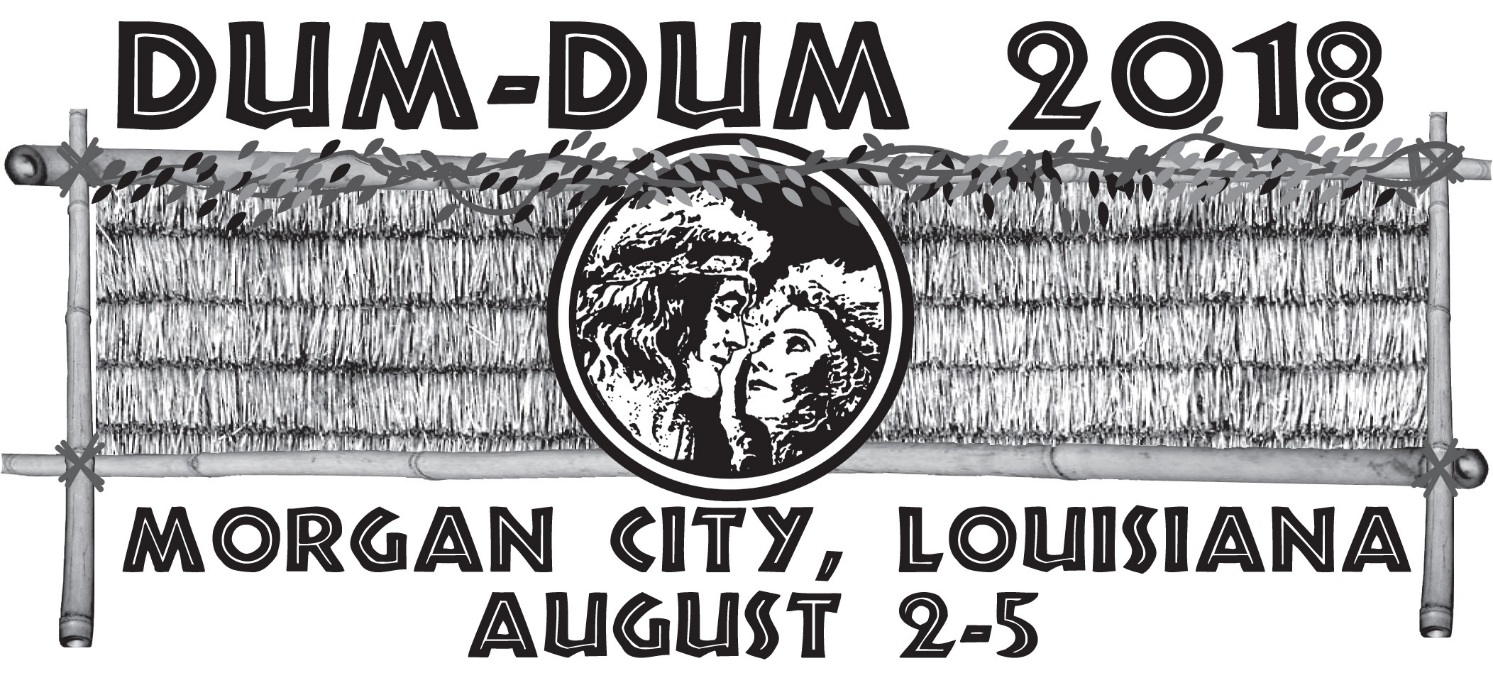 DUM-DUM 2018
MORGAN CITY, LOUISIANA
AUGUST 2-5